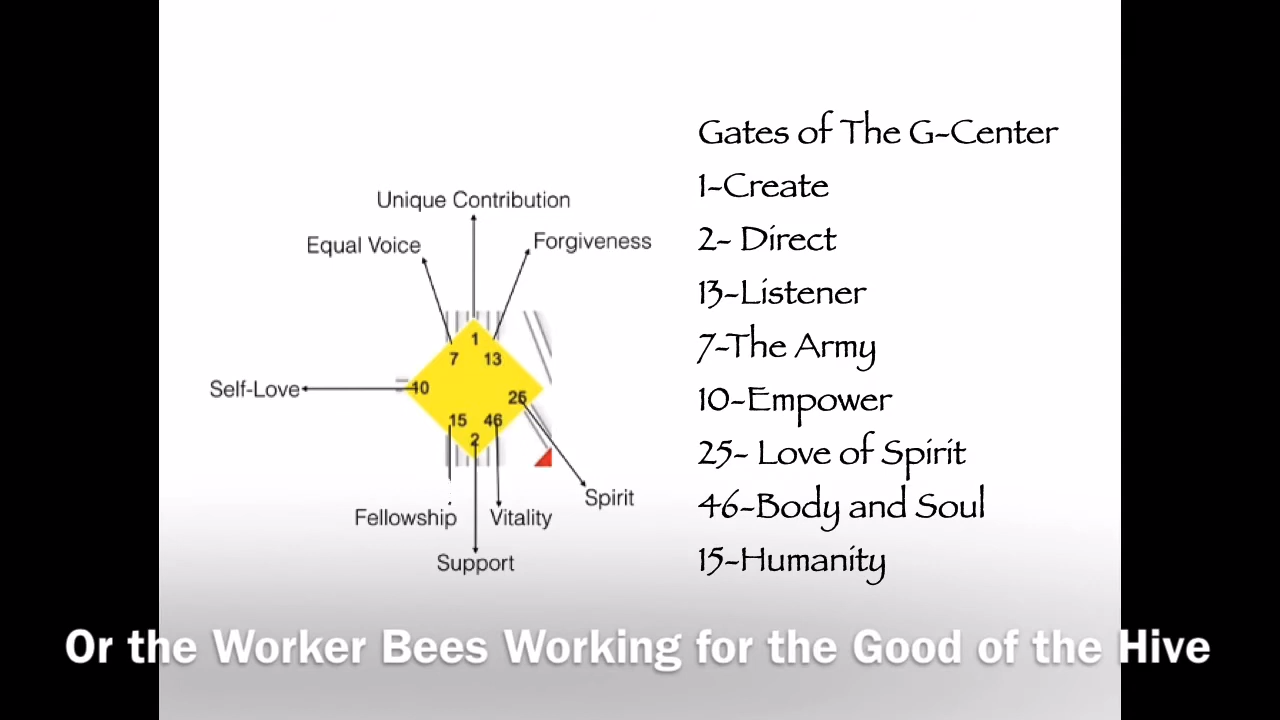 Gates of The G-Center
1-Create
2- Direct
13-Listener
7-The Army
10-Empower
25- Love of Spirit
46-Body and Soul
15-Humanity
Unique Contribution
Equal Voice
Forgiveness
1
7
13
Self-Love
10
25
15
46
2
Spirit
Fellowship
Vitality
Support
Or the Worker Bees Working for the Good of the Hive